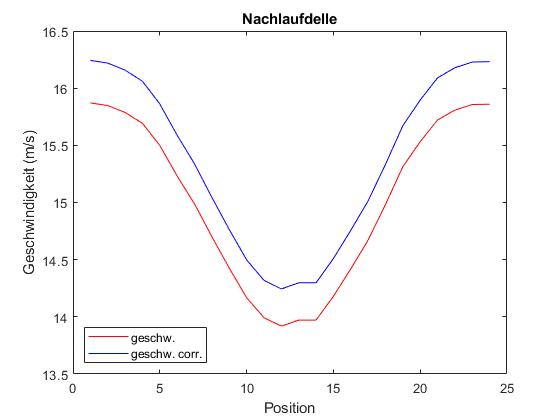 Nachlaufdelle
16.5
16
15.5
15
14.5
14
13.5
Geschwindigkeit (m/s)
geschw.
geschw. corr.
0 5 10 15 20 25
Position